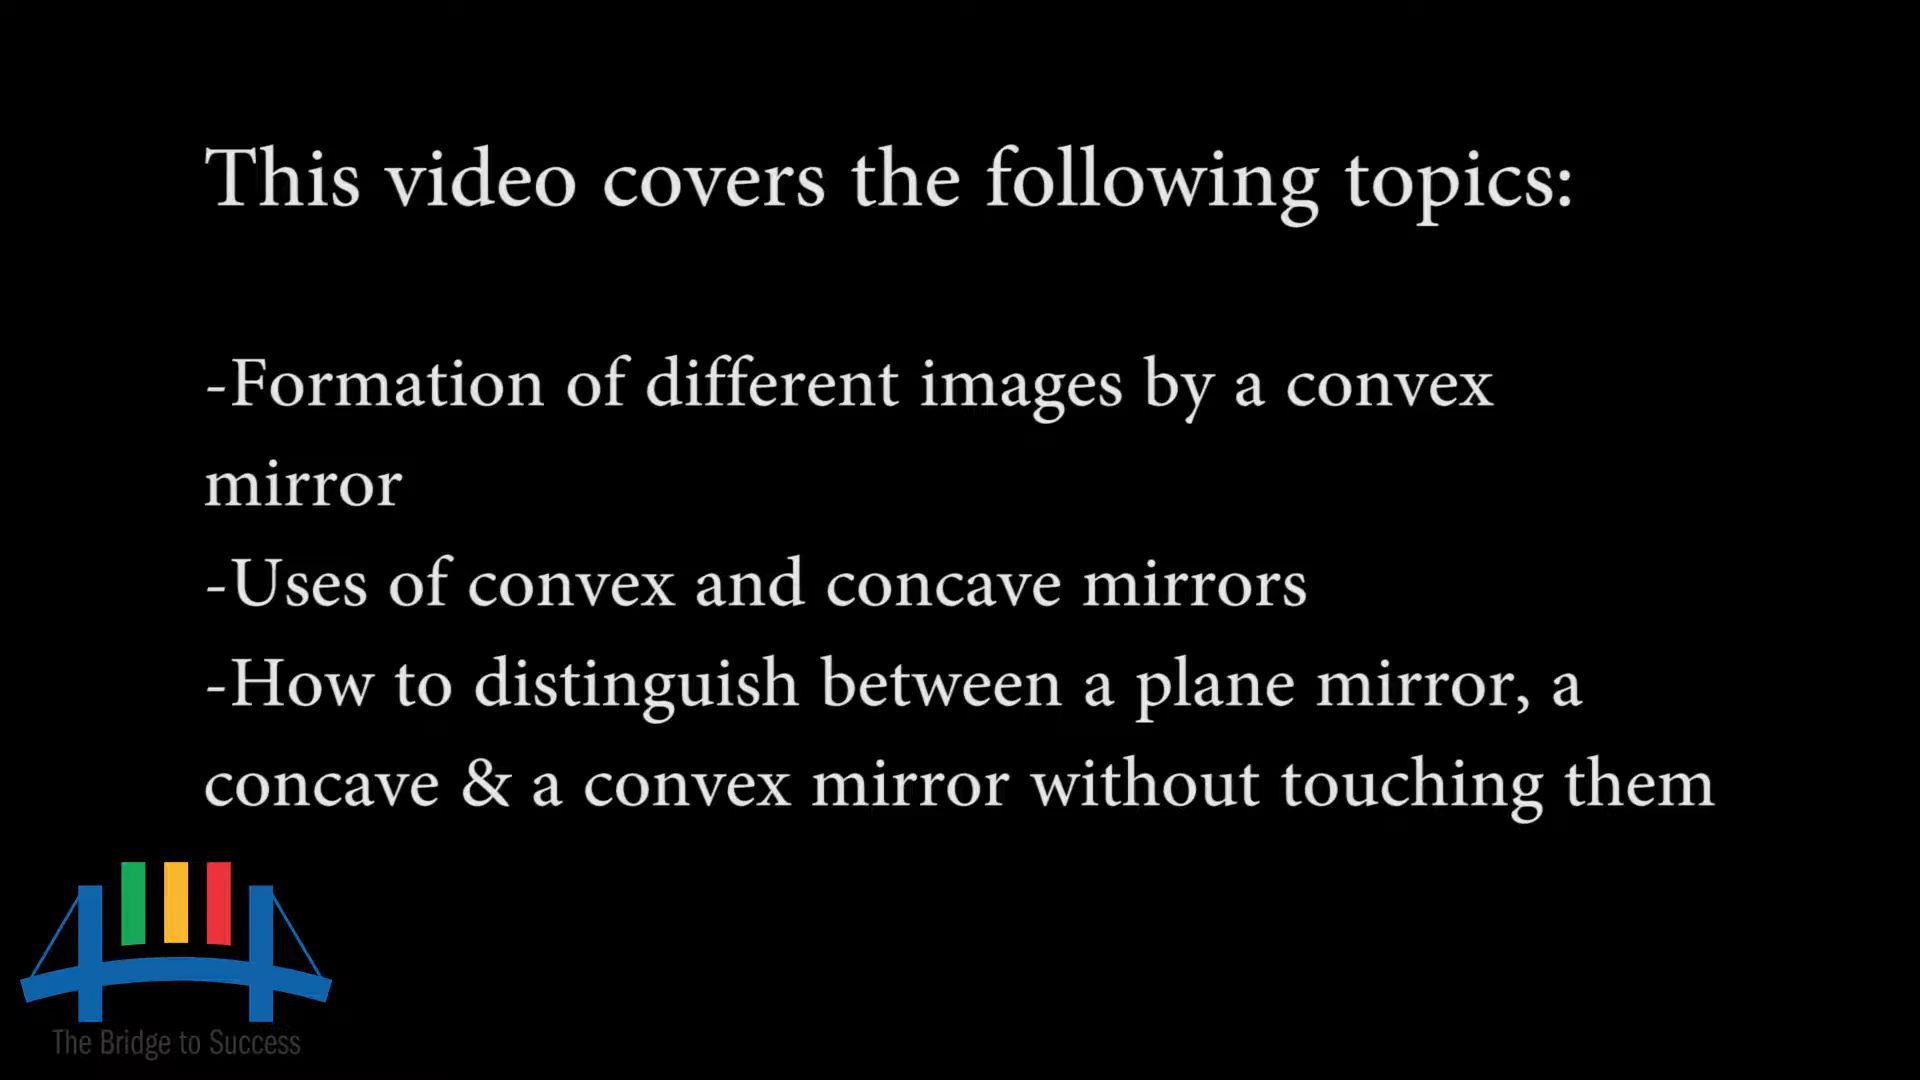 This video covers the following topics:
-Formation of different images by a convex
mirror
-Uses of convex and concave mirrors
-How to distinguish between a plane mirror, a
concave & a convex mirror without touching them
The Bridge to Success